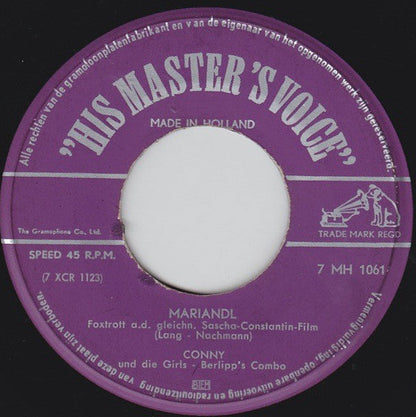 Alle rechten van de gramofoonplatenfabrikant en van de eigenaar van het opgenomen werk zijn gereserveerd.
"HIS MASTER'S VOICE"
MADE IN HOLLAND
The Gramophone Co., Ltd.
TRADE MARK REGD
SPEED 45 R.P.M.
7 MH 1061
(7 XCR 1123)
MARIANDL
Foxtrott a.d. gleichn. Sascha-Constantin-Film
(Lang - Nachmann)
CONNY
und die Girls - Berlipp's Combo
BIEM
Vermenigvuldiging, openbare uitvoering en radiouitzending van deze plaat zijn verboden.